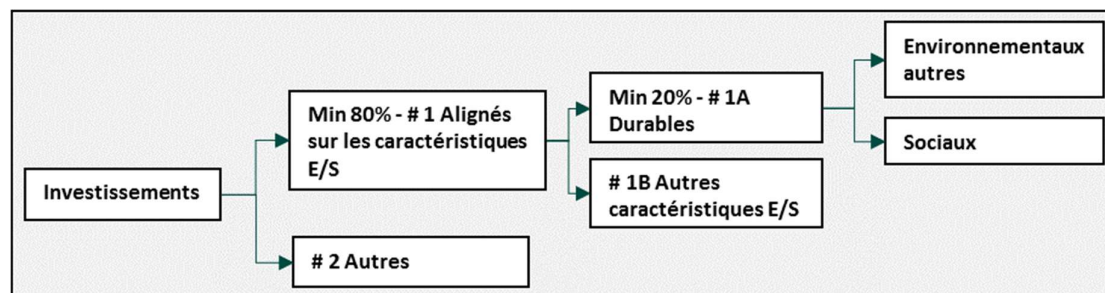 Investissements
Min 80% - # 1 Alignés
sur les caractéristiques
E/S
# 2 Autres
Min 20% - # 1A
Durables
# 1B Autres
caractéristiques E/S
Environnementaux
autres
Sociaux